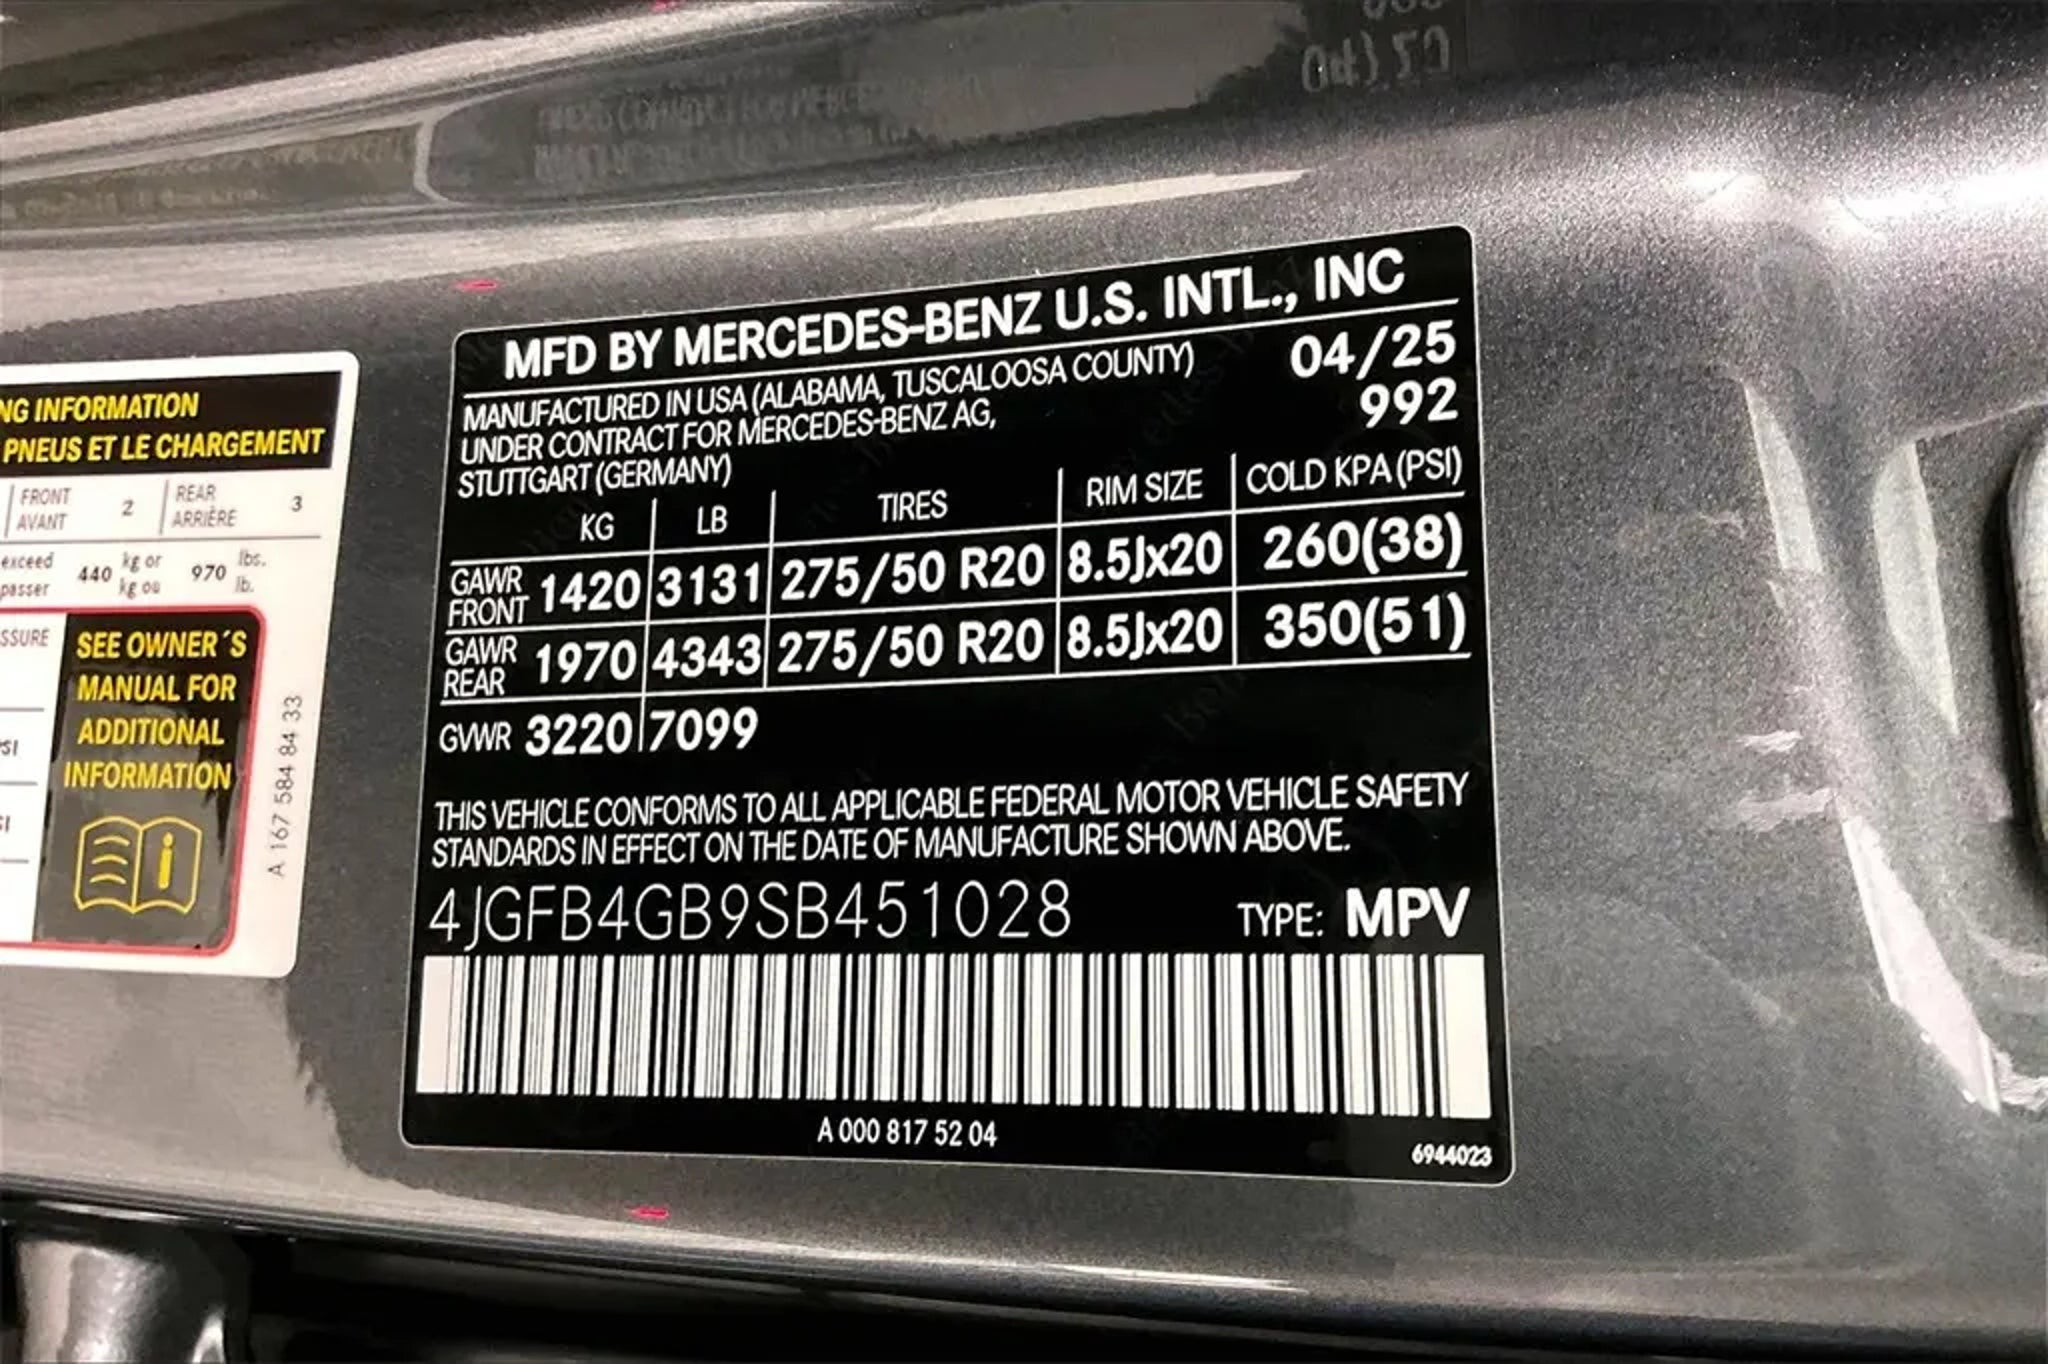 NG INFORMATION
PNEUS ET LE CHARGEMENT
FRONT 2 REAR 3
AVANT ARRIÈRE
exceed 440 kg or 970 lbs.
passer kg ou lb.
SSURE
SEE OWNER´S
MANUAL FOR
ADDITIONAL
INFORMATION
SI
SI
A 167 584 84 33
MFD BY MERCEDES-BENZ U.S. INTL., INC
MANUFACTURED IN USA (ALABAMA, TUSCALOOSA COUNTY) 04/25
UNDER CONTRACT FOR MERCEDES-BENZ AG, 992
STUTTGART (GERMANY)
KG LB TIRES RIM SIZE COLD KPA (PSI)
GAWR FRONT 1420 3131 275/50 R20 8.5Jx20 260(38)
GAWR REAR 1970 4343 275/50 R20 8.5Jx20 350(51)
GVWR 3220 7099
THIS VEHICLE CONFORMS TO ALL APPLICABLE FEDERAL MOTOR VEHICLE SAFETY
STANDARDS IN EFFECT ON THE DATE OF MANUFACTURE SHOWN ABOVE.
4JGFB4GB9SB451028 TYPE: MPV
A 000 817 52 04
6944023